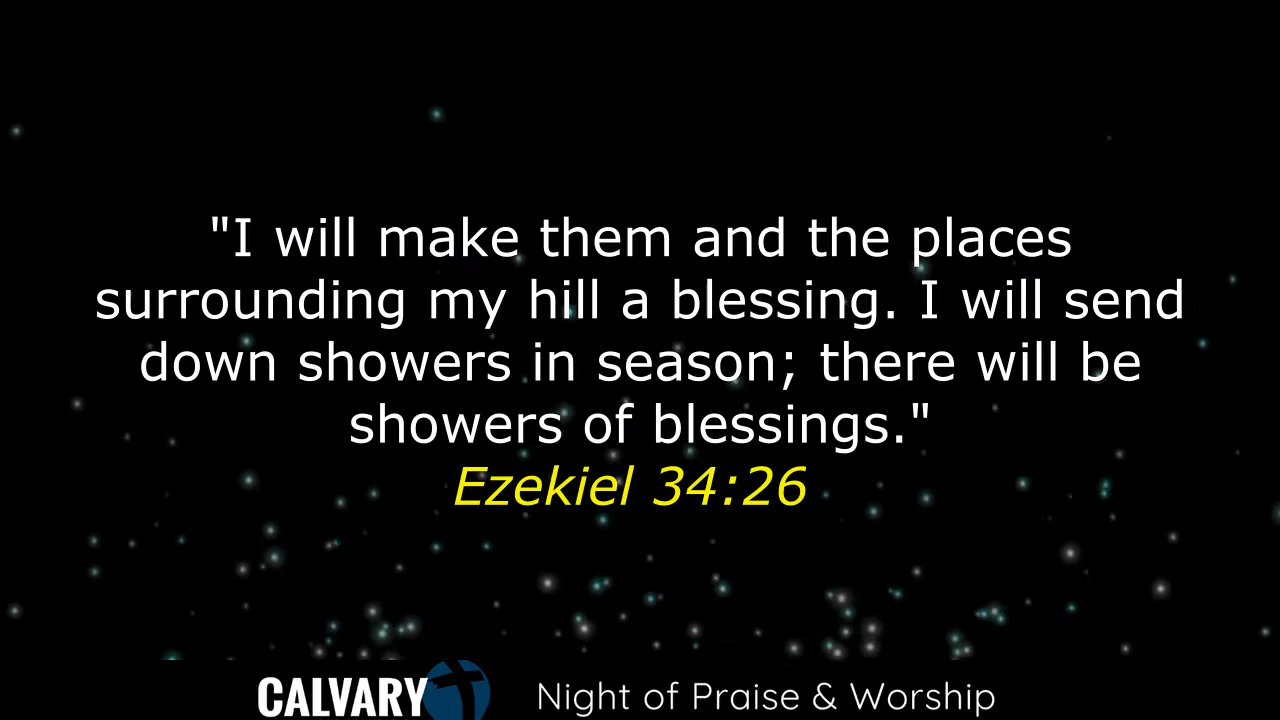 "I will make them and the places
surrounding my hill a blessing. I will send
down showers in season; there will be
showers of blessings."
Ezekiel 34:26
CALVARY Night of Praise & Worship